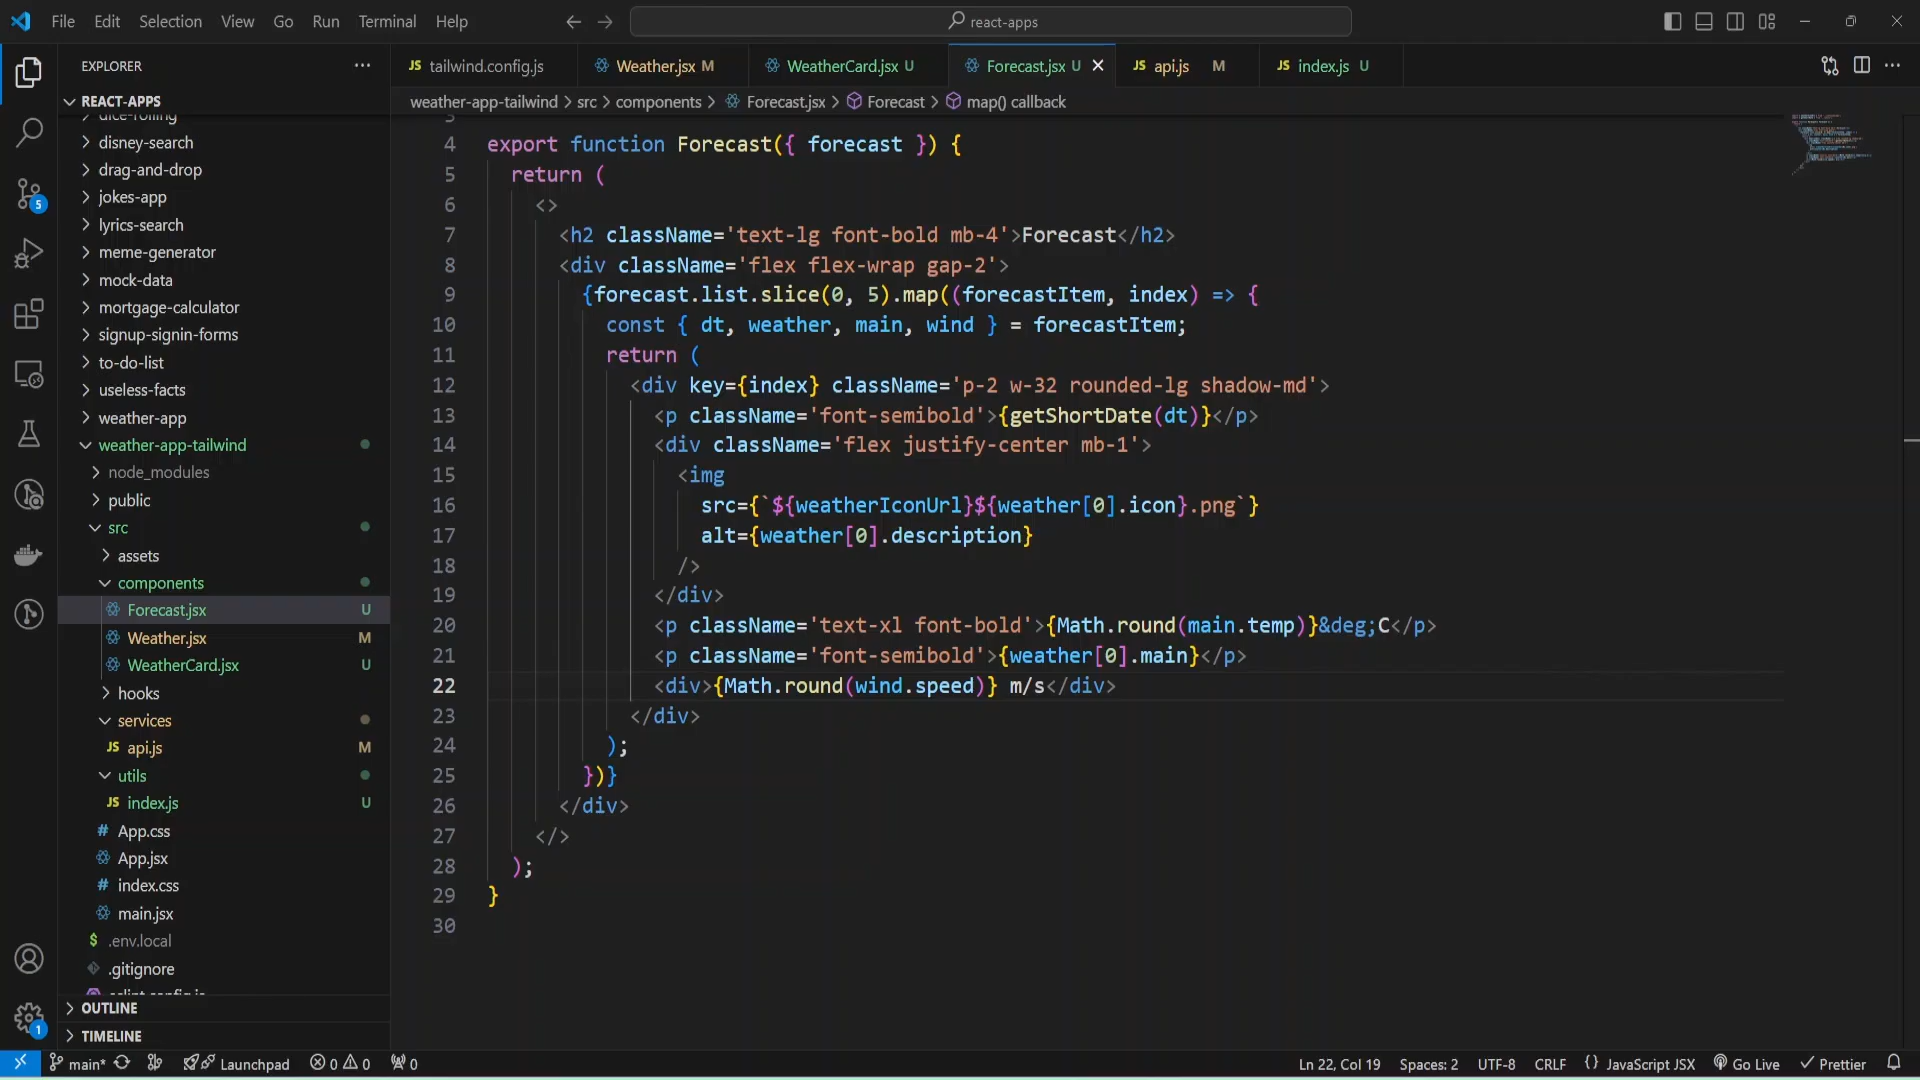 File Edit Selection View Go Run Terminal Help
react-apps
EXPLORER
REACT-APPS
dice-rolling
disney-search
drag-and-drop
jokes-app
lyrics-search
meme-generator
mock-data
mortgage-calculator
signup-signin-forms
to-do-list
useless-facts
weather-app
weather-app-tailwind
node_modules
public
src
assets
components
Forecast.jsx U
Weather.jsx M
WeatherCard.jsx U
hooks
services
JS api.js M
utils
JS index.js U
# App.css
App.jsx
# index.css
main.jsx
$ .env.local
.gitignore
OUTLINE
TIMELINE
5
1
JS tailwind.config.js Weather.jsx M WeatherCard.jsx U Forecast.jsx U JS api.js M JS index.js U
weather-app-tailwind > src > components > Forecast.jsx > Forecast > map() callback
3
4 export function Forecast({ forecast }) {
5 return (
6 <>
7 <h2 className='text-lg font-bold mb-4'>Forecast</h2>
8 <div className='flex flex-wrap gap-2'>
9 {forecast.list.slice(0, 5).map((forecastItem, index) => {
10 const { dt, weather, main, wind } = forecastItem;
11 return (
12 <div key={index} className='p-2 w-32 rounded-lg shadow-md'>
13 <p className='font-semibold'>{getShortDate(dt)}</p>
14 <div className='flex justify-center mb-1'>
15 <img
16 src={`${weatherIconUrl}${weather[0].icon}.png`}
17 alt={weather[0].description}
18 />
19 </div>
20 <p className='text-xl font-bold'>{Math.round(main.temp)}&deg;C</p>
21 <p className='font-semibold'>{weather[0].main}</p>
22 <div>{Math.round(wind.speed)} m/s</div>
23 </div>
24 );
25 })}
26 </div>
27 </>
28 );
29 }
30
main* Launchpad 0 0 0 Ln 22, Col 19 Spaces: 2 UTF-8 CRLF {} JavaScript JSX Go Live Prettier